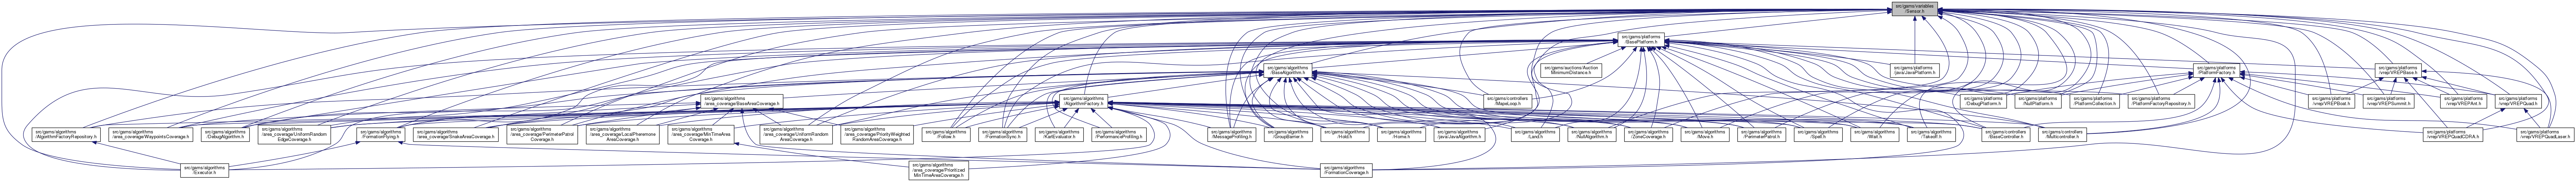 src/gams/variables
/Sensor.h
src/gams/platforms
/BasePlatform.h
src/gams/algorithms
/BaseAlgorithm.h
src/gams/auctions/Auction
MinimumDistance.h
src/gams/platforms
/java/JavaPlatform.h
src/gams/platforms
/PlatformFactory.h
src/gams/platforms
/vrep/VREPBase.h
src/gams/algorithms
/area_coverage/BaseAreaCoverage.h
src/gams/algorithms
/AlgorithmFactory.h
src/gams/controllers
/MapeLoop.h
src/gams/platforms
/DebugPlatform.h
src/gams/platforms
/NullPlatform.h
src/gams/platforms
/PlatformCollection.h
src/gams/platforms
/PlatformFactoryRepository.h
src/gams/platforms
/vrep/VREPBoat.h
src/gams/platforms
/vrep/VREPSummit.h
src/gams/platforms
/vrep/VREPAnt.h
src/gams/platforms
/vrep/VREPQuad.h
src/gams/algorithms
/AlgorithmFactoryRepository.h
src/gams/algorithms
/area_coverage/WaypointsCoverage.h
src/gams/algorithms
/DebugAlgorithm.h
src/gams/algorithms
/area_coverage/UniformRandom
EdgeCoverage.h
src/gams/algorithms
/FormationFlying.h
src/gams/algorithms
/area_coverage/SnakeAreaCoverage.h
src/gams/algorithms
/area_coverage/PerimeterPatrol
Coverage.h
src/gams/algorithms
/area_coverage/LocalPheremone
AreaCoverage.h
src/gams/algorithms
/area_coverage/MinTimeArea
Coverage.h
src/gams/algorithms
/area_coverage/UniformRandom
AreaCoverage.h
src/gams/algorithms
/area_coverage/PriorityWeighted
RandomAreaCoverage.h
src/gams/algorithms
/Follow.h
src/gams/algorithms
/FormationSync.h
src/gams/algorithms
/KarlEvaluator.h
src/gams/algorithms
/PerformanceProfiling.h
src/gams/algorithms
/MessageProfiling.h
src/gams/algorithms
/GroupBarrier.h
src/gams/algorithms
/Hold.h
src/gams/algorithms
/Home.h
src/gams/algorithms
/java/JavaAlgorithm.h
src/gams/algorithms
/Land.h
src/gams/algorithms
/NullAlgorithm.h
src/gams/algorithms
/ZoneCoverage.h
src/gams/algorithms
/Move.h
src/gams/algorithms
/PerimeterPatrol.h
src/gams/algorithms
/Spell.h
src/gams/algorithms
/Wait.h
src/gams/algorithms
/Takeoff.h
src/gams/controllers
/BaseController.h
src/gams/controllers
/Multicontroller.h
src/gams/platforms
/vrep/VREPQuadCORA.h
src/gams/platforms
/vrep/VREPQuadLaser.h
src/gams/algorithms
/Executor.h
src/gams/algorithms
/area_coverage/Prioritized
MinTimeAreaCoverage.h
src/gams/algorithms
/FormationCoverage.h